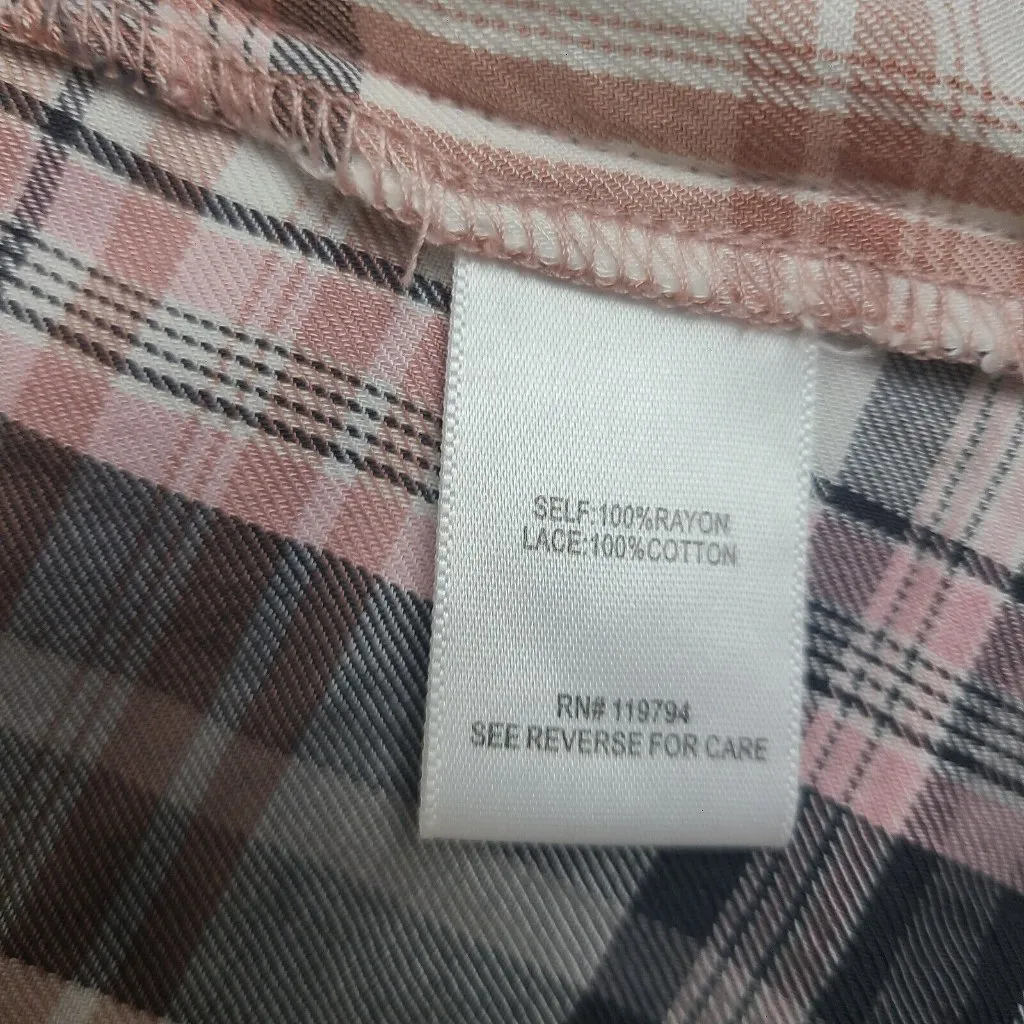 SELF:100%RAYON
LACE:100%COTTON
RN# 119794
SEE REVERSE FOR CARE